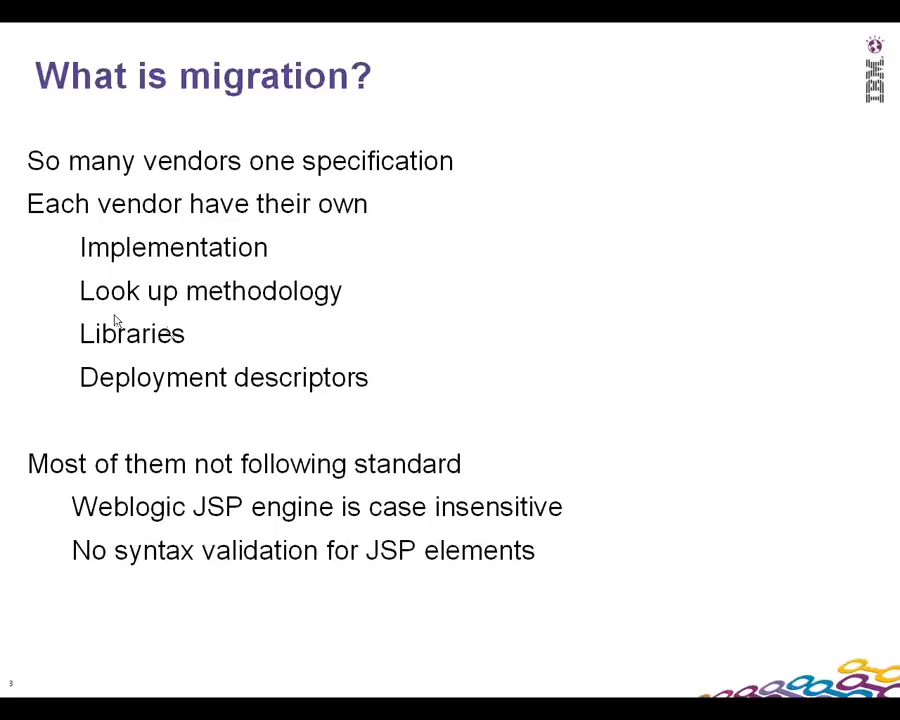 What is migration?
IBM
So many vendors one specification
Each vendor have their own
Implementation
Look up methodology
Libraries
Deployment descriptors
Most of them not following standard
Weblogic JSP engine is case insensitive
No syntax validation for JSP elements
3